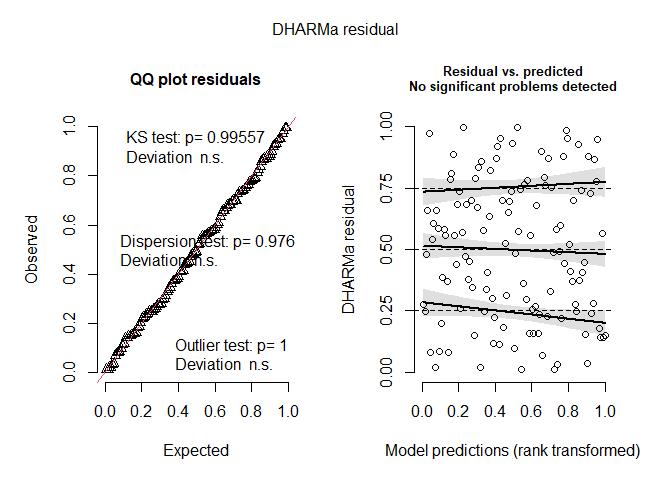 DHARMa residual
QQ plot residuals
KS test: p= 0.99557
Deviation n.s.
Dispersion test: p= 0.976
Deviation n.s.
Outlier test: p= 1
Deviation n.s.
Observed
0.0 0.2 0.4 0.6 0.8 1.0
0.0 0.2 0.4 0.6 0.8 1.0
Expected
Residual vs. predicted
No significant problems detected
DHARMa residual
0.00 0.25 0.50 0.75 1.00
0.0 0.2 0.4 0.6 0.8 1.0
Model predictions (rank transformed)